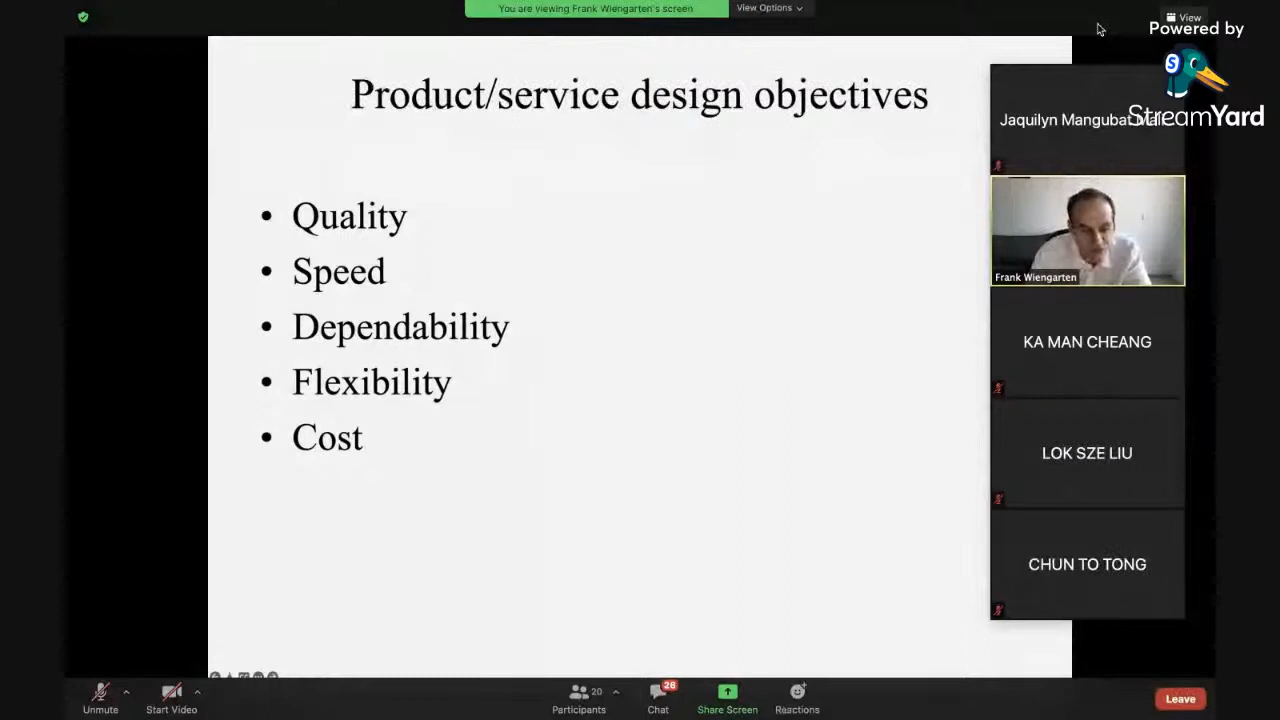 You are viewing Frank Wiengarten's screen
View Options
View
Powered by
StreamYard
Product/service design objectives
• Quality
• Speed
• Dependability
• Flexibility
• Cost
Jaquilyn Mangubat
Frank Wiengarten
KA MAN CHEANG
LOK SZE LIU
CHUN TO TONG
Unmute
Start Video
20
Participants
26
Chat
Share Screen
Reactions
Leave